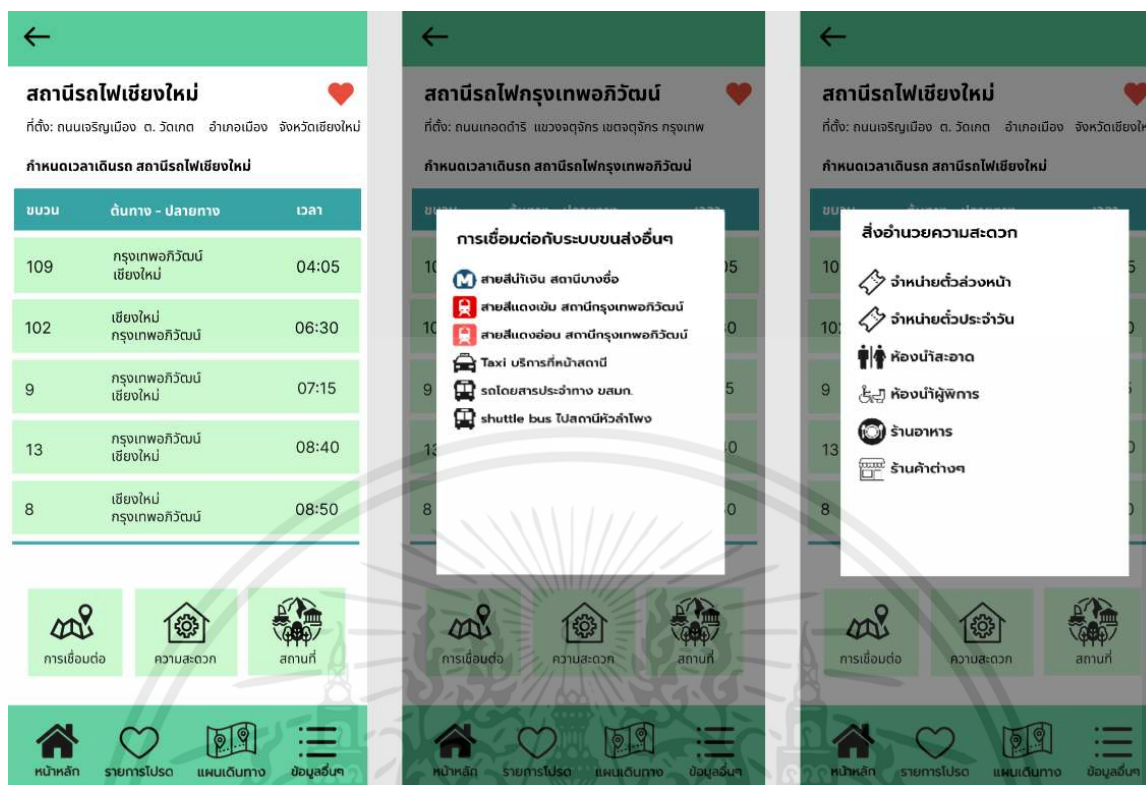 สถานีรถไฟเชียงใหม่
ที่ตั้ง: ถนนเจริญเมือง ต. วัดเกต อำเภอเมือง จังหวัดเชียงใหม่
กำหนดเวลาเดินรถ สถานีรถไฟเชียงใหม่
ขบวน ต้นทาง - ปลายทาง เวลา
109 กรุงเทพอภิวัฒน์ เชียงใหม่ 04:05
102 เชียงใหม่ กรุงเทพอภิวัฒน์ 06:30
9 กรุงเทพอภิวัฒน์ เชียงใหม่ 07:15
13 กรุงเทพอภิวัฒน์ เชียงใหม่ 08:40
8 เชียงใหม่ กรุงเทพอภิวัฒน์ 08:50
การเชื่อมต่อ ความสะดวก สถานที่
หน้าหลัก รายการโปรด แผนเดินทาง ข้อมูลอื่นๆ
สถานีรถไฟกรุงเทพอภิวัฒน์
ที่ตั้ง: ถนนเทอดดำริ แขวงจตุจักร เขตจตุจักร กรุงเทพ
กำหนดเวลาเดินรถ สถานีรถไฟกรุงเทพอภิวัฒน์
การเชื่อมต่อกับระบบขนส่งอื่นๆ
สายสีน้ำเงิน สถานีบางซื่อ
สายสีแดงเข้ม สถานีกรุงเทพอภิวัฒน์
สายสีแดงอ่อน สถานีกรุงเทพอภิวัฒน์
Taxi บริการที่หน้าสถานี
รถโดยสารประจำทาง ขสมก.
shuttle bus ไปสถานีหัวลำโพง
9
13
8
การเชื่อมต่อ ความสะดวก สถานที่
หน้าหลัก รายการโปรด แผนเดินทาง ข้อมูลอื่นๆ
สถานีรถไฟเชียงใหม่
ที่ตั้ง: ถนนเจริญเมือง ต. วัดเกต อำเภอเมือง
กำหนดเวลาเดินรถ สถานีรถไฟเชียงใหม่
สิ่งอำนวยความสะดวก
จำหน่ายตั๋วล่วงหน้า
จำหน่ายตั๋วประจำวัน
ห้องน้ำสะอาด
ห้องน้ำผู้พิการ
ร้านอาหาร
ร้านค้าต่างๆ
9
13
8
การเชื่อมต่อ ความสะดวก สถานที่
หน้าหลัก รายการโปรด แผนเดินทาง ข้อมูลอื่นๆ